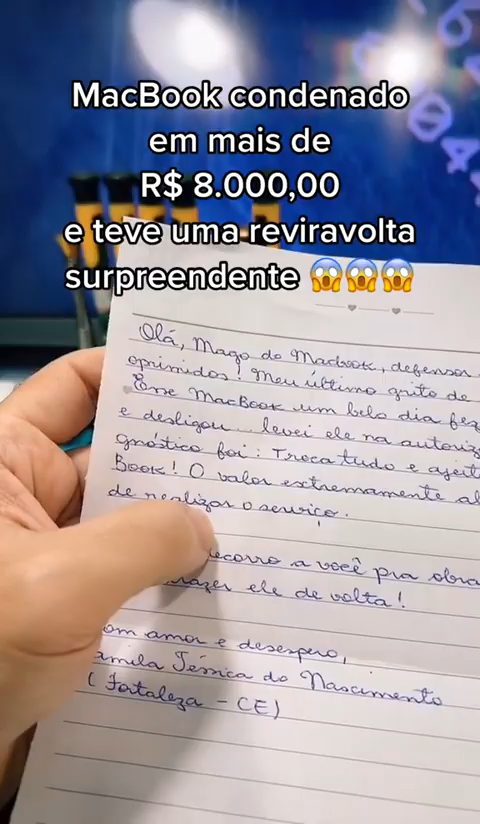 MacBook condenado
em mais de
R$ 8.000,00
e teve uma reviravolta
surpreendente 😱😱😱
Olá, Mago do Macbook, defensor
oprimidos! Meu último grito de
Esse MacBook um belo dia fez
e desligou... levei ele na autoriz
gnóstico foi: Troca tudo e ajeit
Book! O valor extremamente al
de realizar o serviço.
ecorro a você pra obra
razer ele de volta!
om amor e desespero,
amila Jéssica do Nascimento
(Fortaleza - CE)